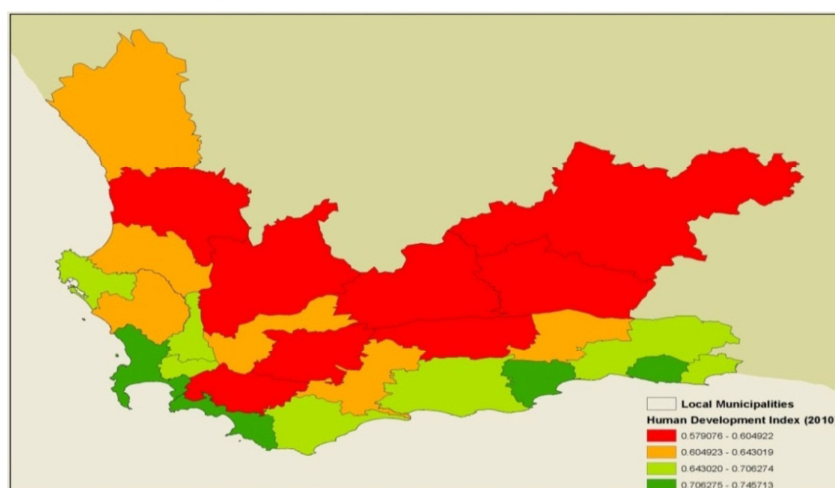 Local Municipalities
Human Development Index (2010
0.579076 - 0.604922
0.604923 - 0.643019
0.643020 - 0.706274
0.706275 - 0.745713